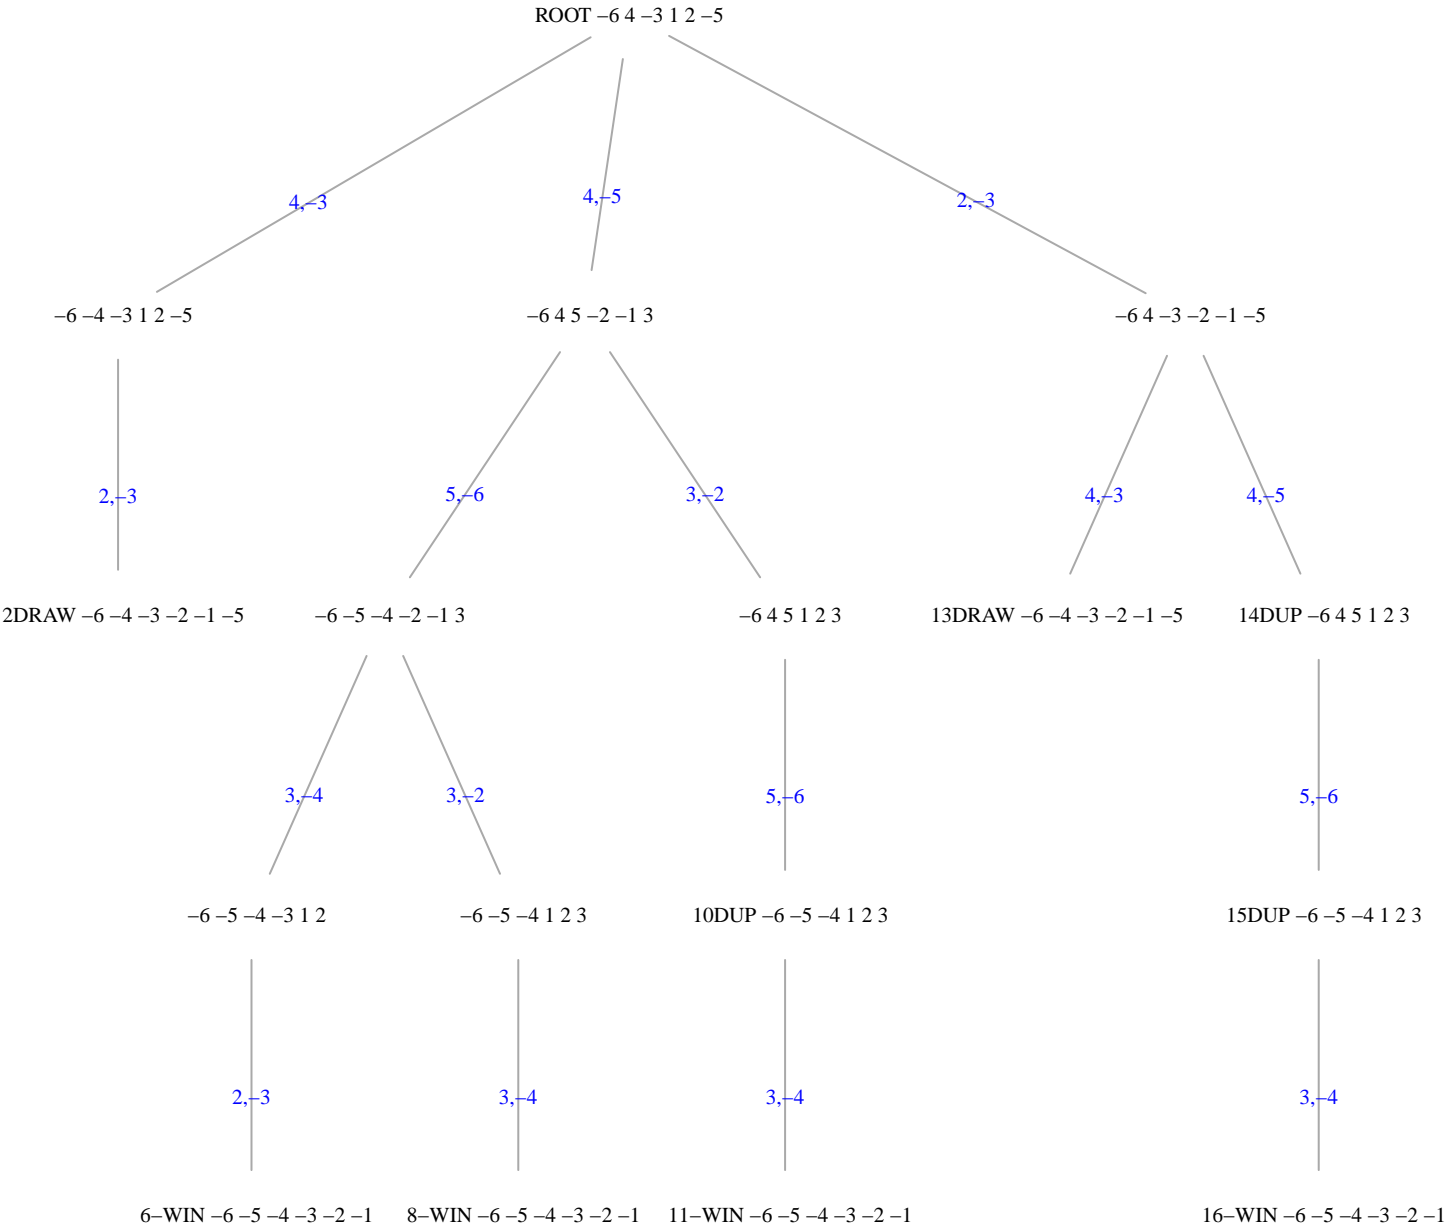 ROOT −6 4 −3 1 2 −5
4,−3
4,−5
2,−3
−6 −4 −3 1 2 −5
−6 4 5 −2 −1 3
−6 4 −3 −2 −1 −5
2,−3
5,−6
3,−2
4,−3
4,−5
2DRAW −6 −4 −3 −2 −1 −5
−6 −5 −4 −2 −1 3
−6 4 5 1 2 3
13DRAW −6 −4 −3 −2 −1 −5
14DUP −6 4 5 1 2 3
3,−4
3,−2
5,−6
5,−6
−6 −5 −4 −3 1 2
−6 −5 −4 1 2 3
10DUP −6 −5 −4 1 2 3
15DUP −6 −5 −4 1 2 3
2,−3
3,−4
3,−4
3,−4
6−WIN −6 −5 −4 −3 −2 −1
8−WIN −6 −5 −4 −3 −2 −1
11−WIN −6 −5 −4 −3 −2 −1
16−WIN −6 −5 −4 −3 −2 −1